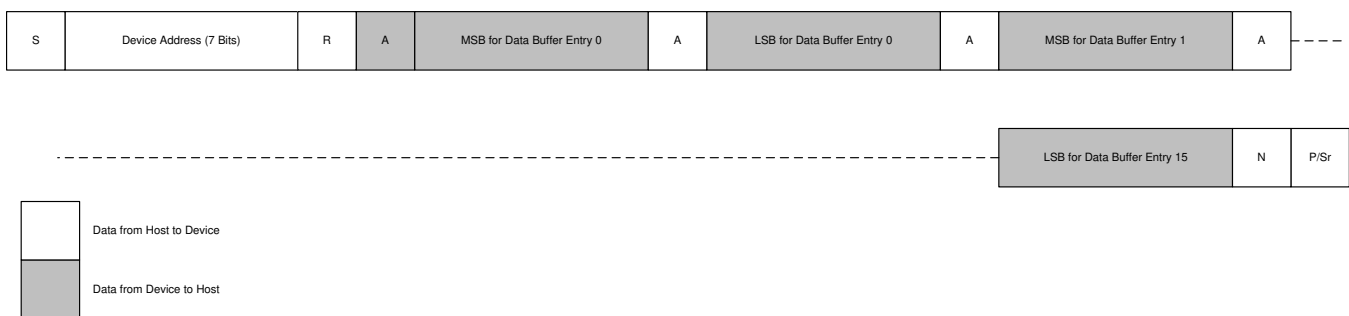 S Device Address (7 Bits) R A MSB for Data Buffer Entry 0 A LSB for Data Buffer Entry 0 A MSB for Data Buffer Entry 1 A
LSB for Data Buffer Entry 15 N P/Sr
Data from Host to Device
Data from Device to Host